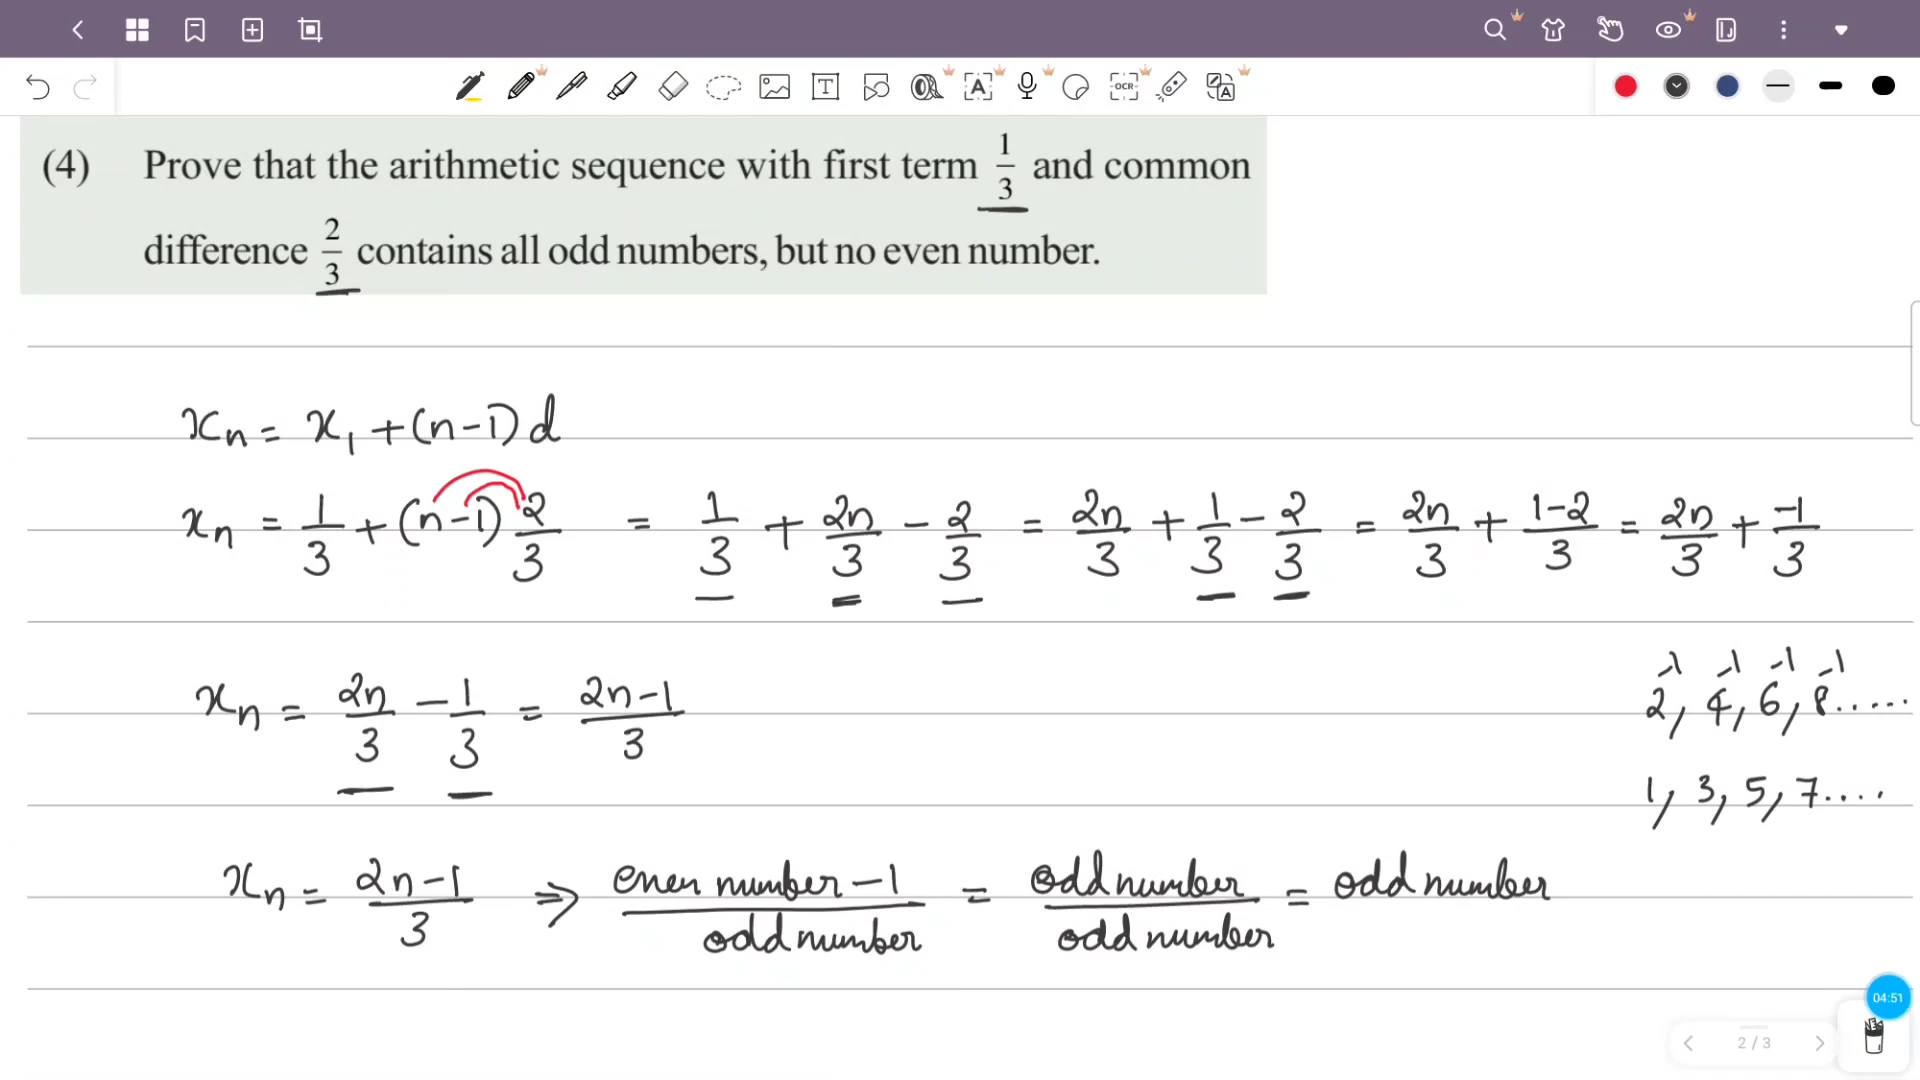 (4) Prove that the arithmetic sequence with first term 1/3 and common
difference 2/3 contains all odd numbers, but no even number.
xₙ = x₁ + (n-1) d
xₙ = 1/3 + (n-1) 2/3 = 1/3 + 2n/3 - 2/3 = 2n/3 + 1/3 - 2/3 = 2n/3 + (1-2)/3 = 2n/3 + -1/3
-1 -1 -1 -1
2, 4, 6, 8.....
xₙ = 2n/3 - 1/3 = (2n-1)/3
1, 3, 5, 7....
xₙ = (2n-1)/3 ⇒ (even number - 1)/(odd number) = (odd number)/(odd number) = odd number
04:51
2 / 3